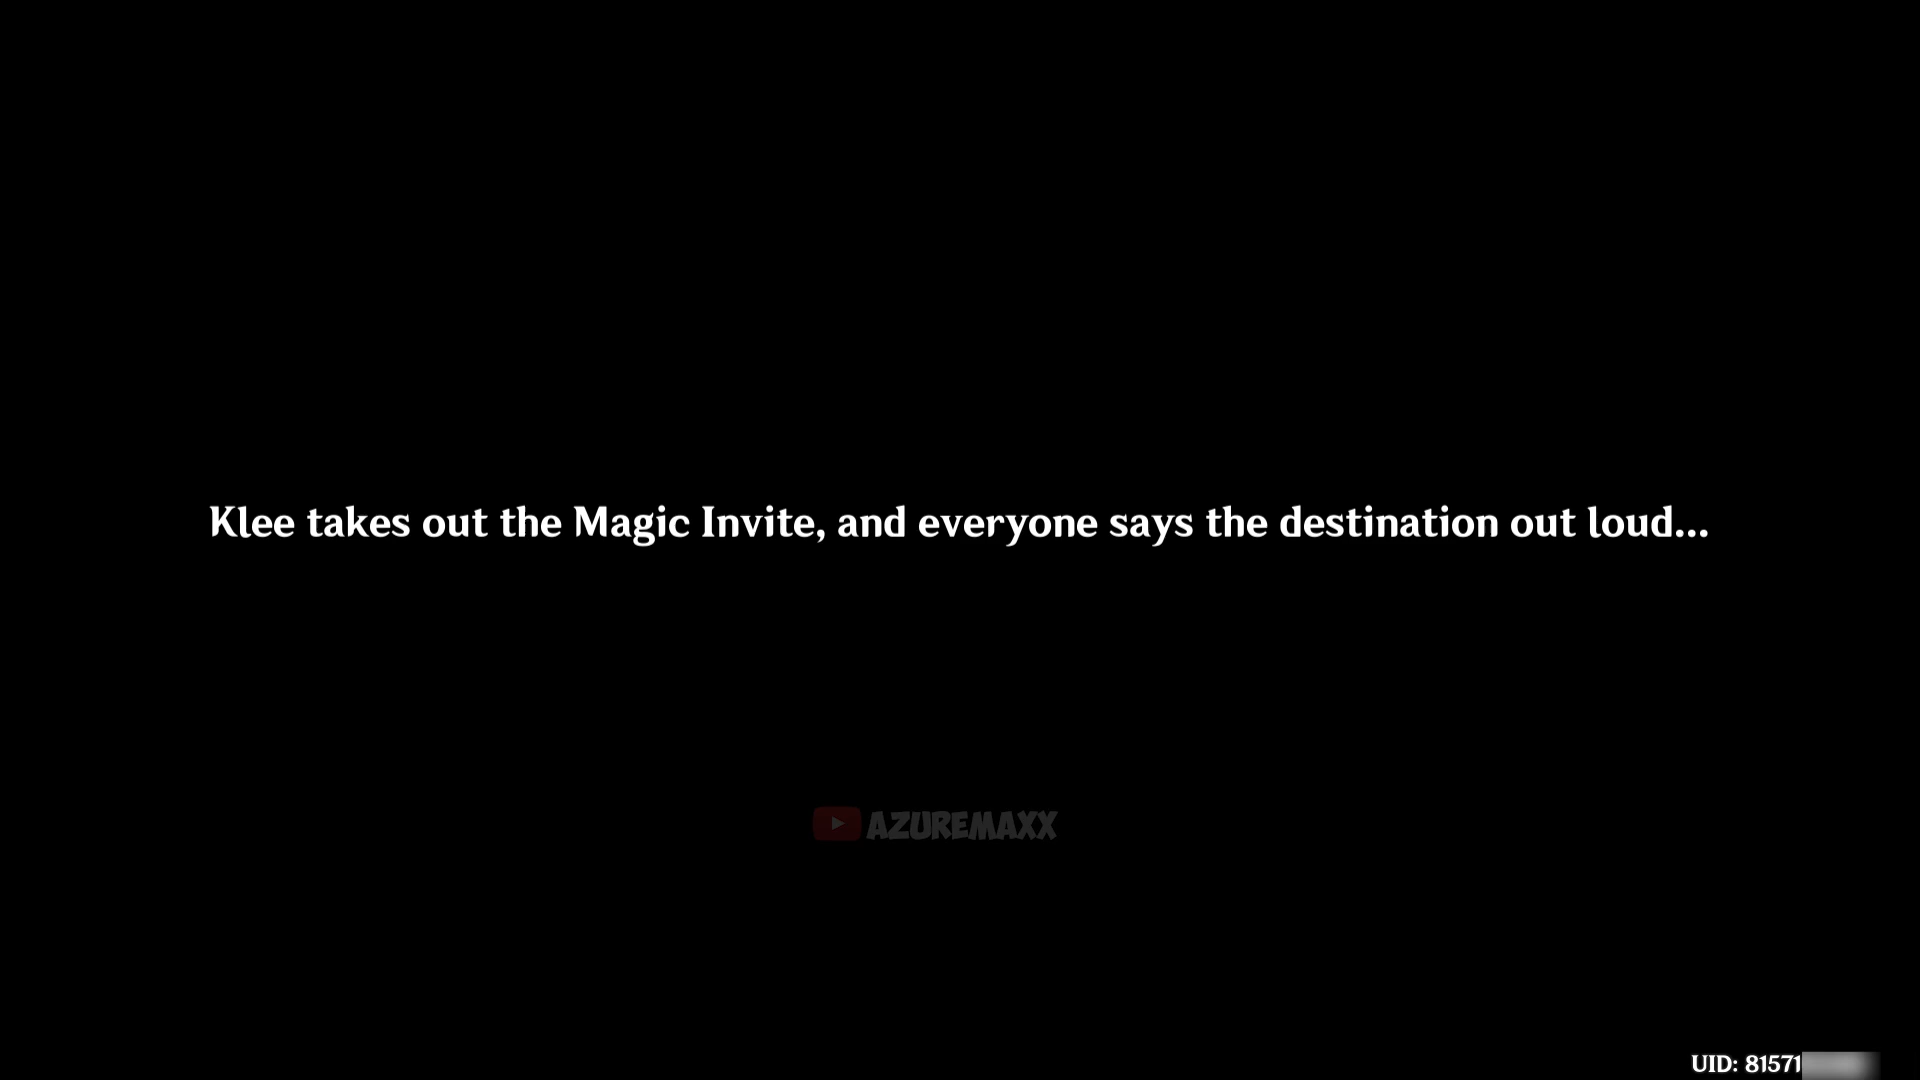 Klee takes out the Magic Invite, and everyone says the destination out loud...
AZUREMAXX
UID: 81571